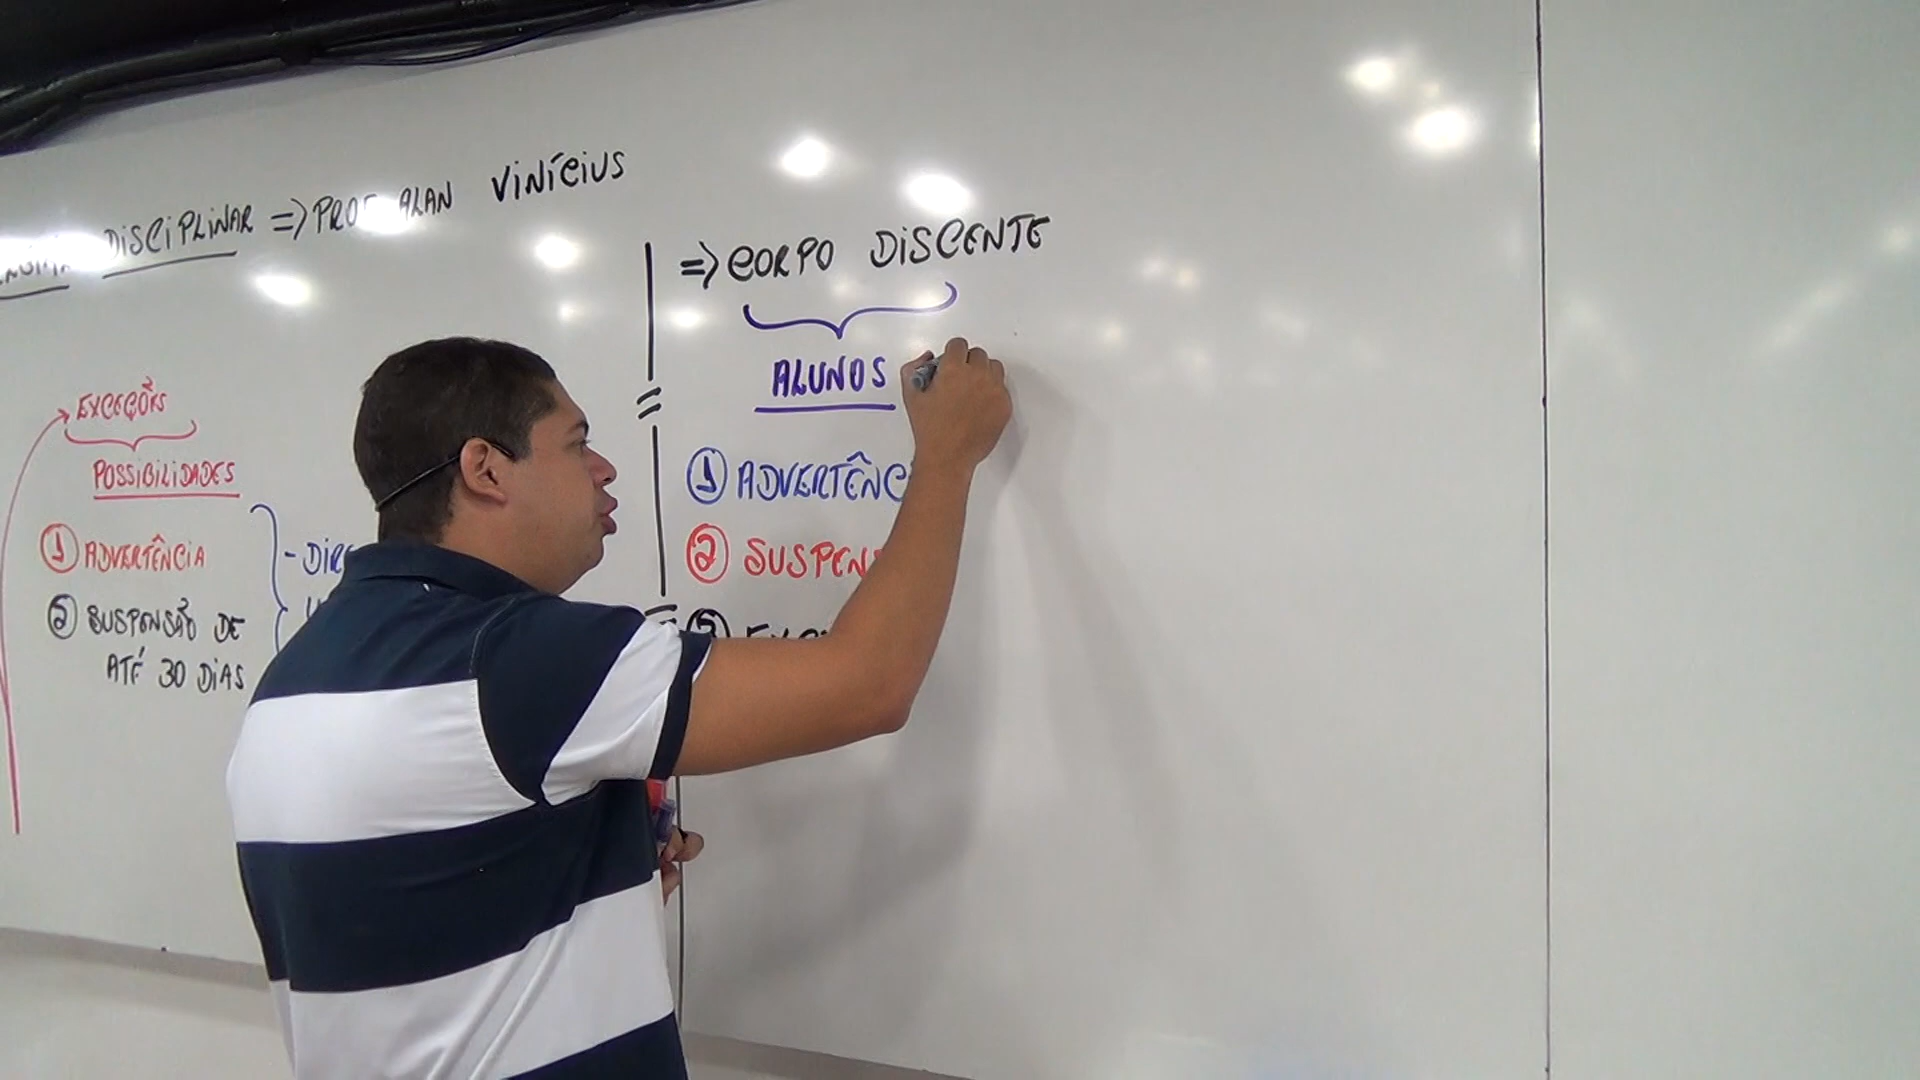 DISCIPLINAR => PROF ALAN VINÍCIUS
EXCEÇÕES
POSSIBILIDADES
1 ADVERTÊNCIA
2 SUSPENSÃO DE
ATÉ 30 DIAS
=> CORPO DISCENTE
ALUNOS
1 ADVERTÊNC
2 SUSPENS